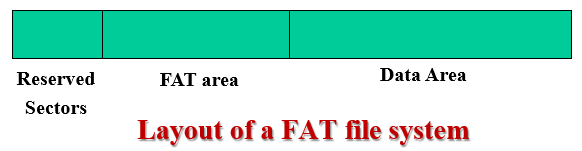 Reserved
Sectors
FAT area
Data Area
Layout of a FAT file system